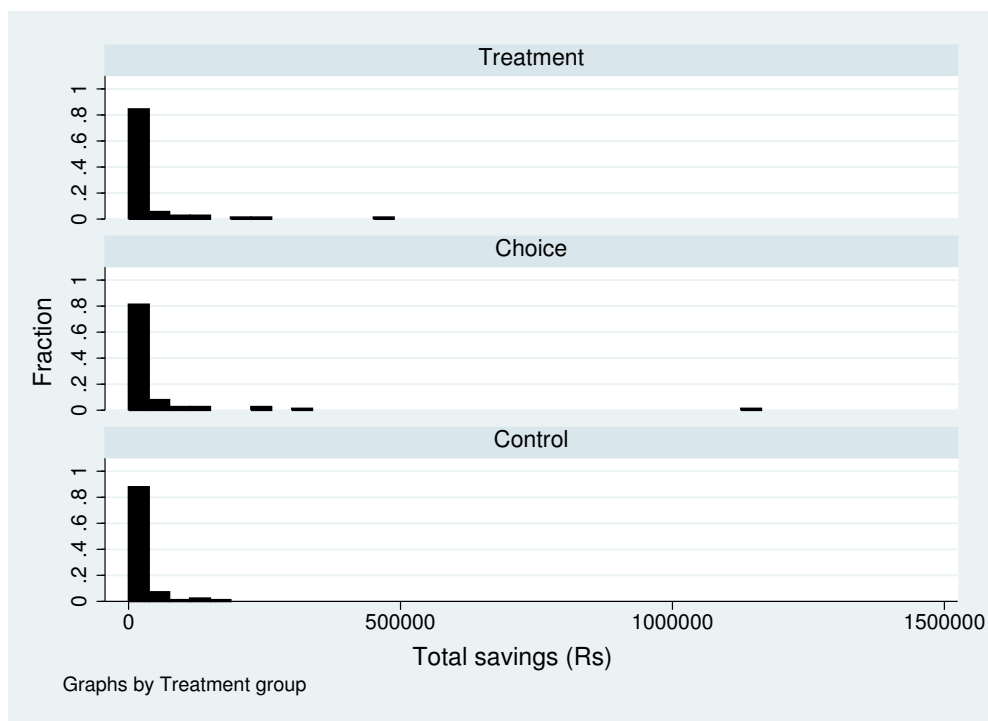 Treatment
0 .2 .4 .6 .8 1
Choice
0 .2 .4 .6 .8 1
Fraction
Control
0 .2 .4 .6 .8 1
0 500000 1000000 1500000
Total savings (Rs)
Graphs by Treatment group